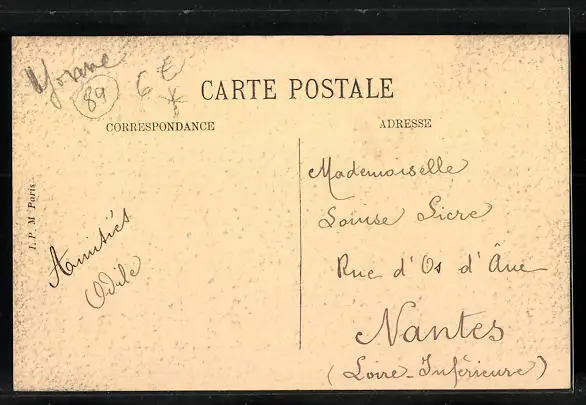 Yonne
89
6 €
CARTE POSTALE
CORRESPONDANCE
ADRESSE
J. P. M Paris
Amitiés
Odile
Mademoiselle
Louise Sicre
Rue d'Os d'Âne
Nantes
(Loire-Inférieure)